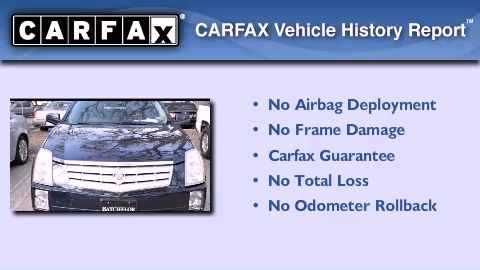 CARFAX® CARFAX Vehicle History Report™
• No Airbag Deployment
• No Frame Damage
• Carfax Guarantee
• No Total Loss
• No Odometer Rollback
BATCHELOR